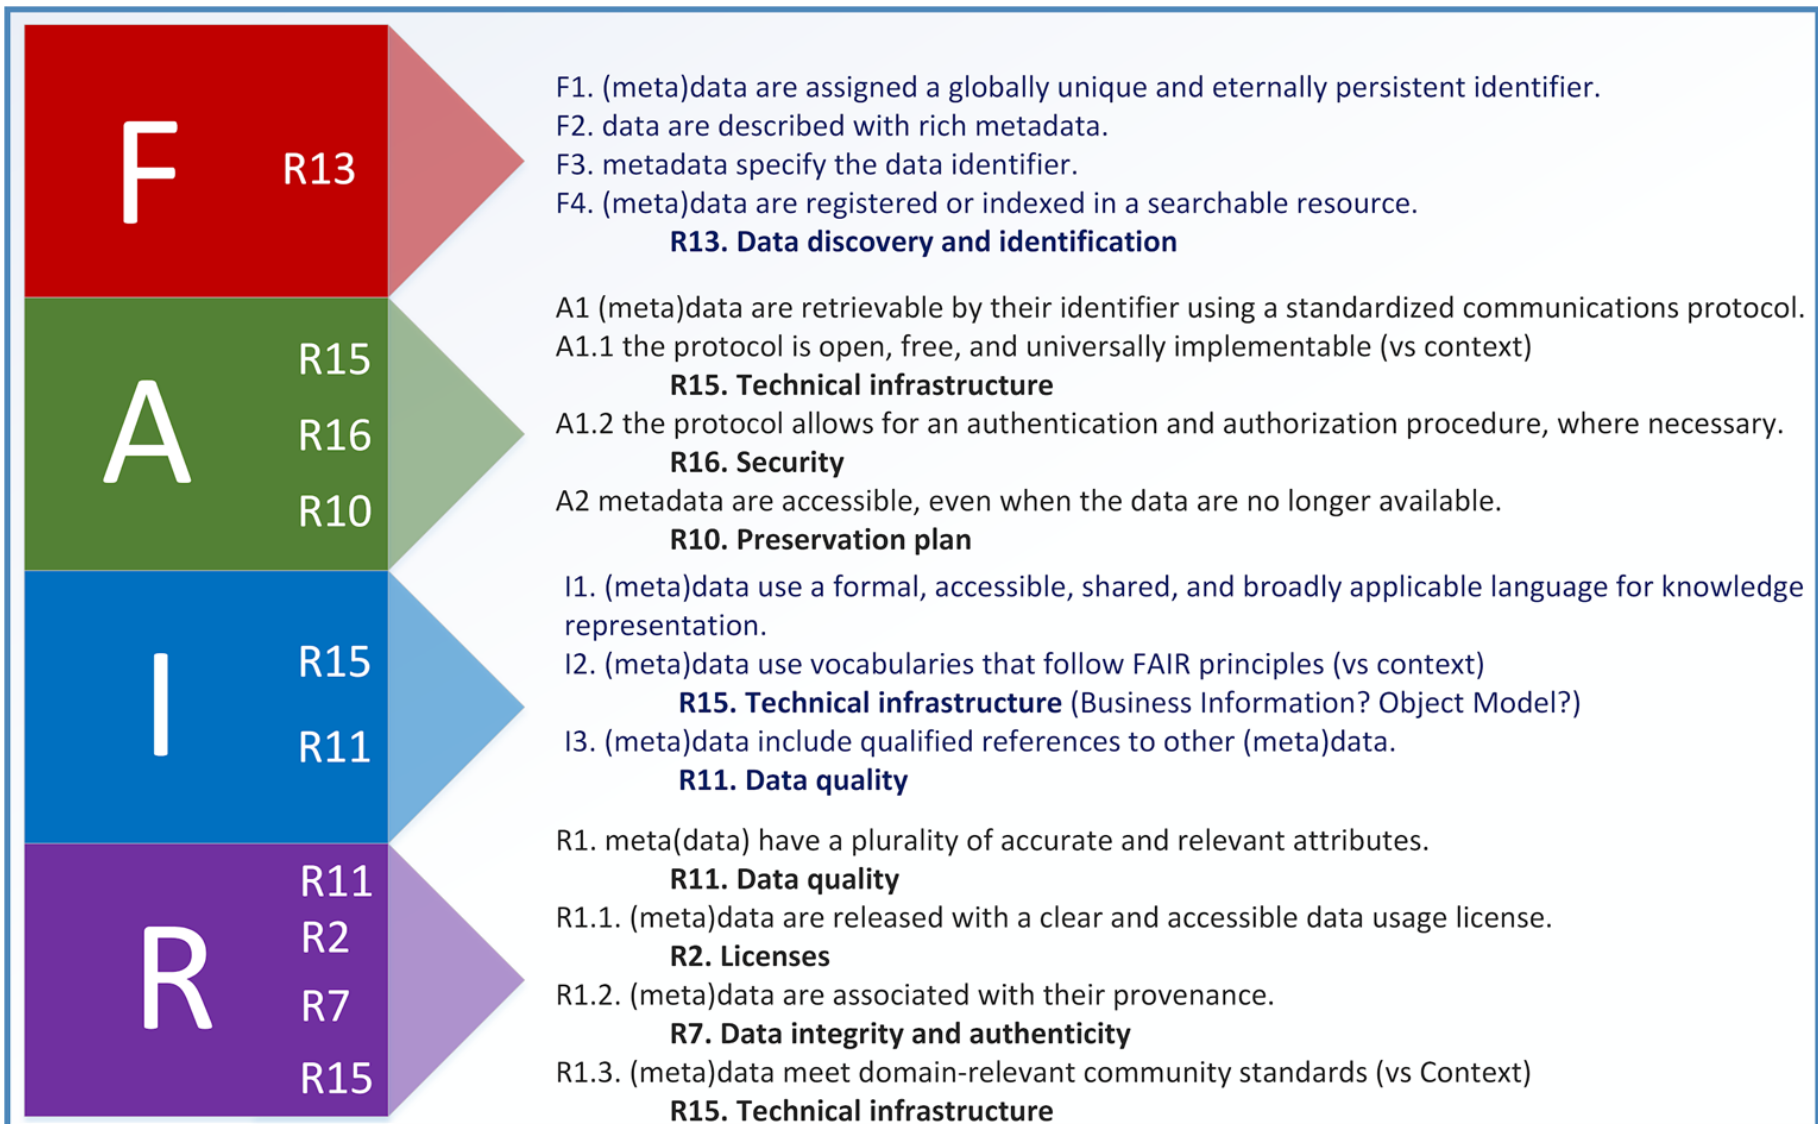 F
R13
F1. (meta)data are assigned a globally unique and eternally persistent identifier.
F2. data are described with rich metadata.
F3. metadata specify the data identifier.
F4. (meta)data are registered or indexed in a searchable resource.
R13. Data discovery and identification
A
R15
R16
R10
A1 (meta)data are retrievable by their identifier using a standardized communications protocol.
A1.1 the protocol is open, free, and universally implementable (vs context)
R15. Technical infrastructure
A1.2 the protocol allows for an authentication and authorization procedure, where necessary.
R16. Security
A2 metadata are accessible, even when the data are no longer available.
R10. Preservation plan
I
R15
R11
I1. (meta)data use a formal, accessible, shared, and broadly applicable language for knowledge
representation.
I2. (meta)data use vocabularies that follow FAIR principles (vs context)
R15. Technical infrastructure (Business Information? Object Model?)
I3. (meta)data include qualified references to other (meta)data.
R11. Data quality
R
R11
R2
R7
R15
R1. meta(data) have a plurality of accurate and relevant attributes.
R11. Data quality
R1.1. (meta)data are released with a clear and accessible data usage license.
R2. Licenses
R1.2. (meta)data are associated with their provenance.
R7. Data integrity and authenticity
R1.3. (meta)data meet domain-relevant community standards (vs Context)
R15. Technical infrastructure